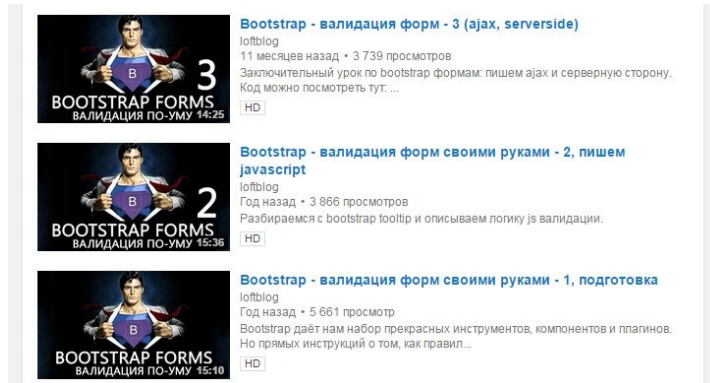 3
B
BOOTSTRAP FORMS
ВАЛИДАЦИЯ ПО-УМУ 14:25
Bootstrap - валидация форм - 3 (ajax, serverside)
loftblog
11 месяцев назад • 3 739 просмотров
Заключительный урок по bootstrap формам: пишем ajax и серверную сторону.
Код можно посмотреть тут: ...
HD
2
B
BOOTSTRAP FORMS
ВАЛИДАЦИЯ ПО-УМУ 15:36
Bootstrap - валидация форм своими руками - 2, пишем
javascript
loftblog
Год назад • 3 866 просмотров
Разбираемся с bootstrap tooltip и описываем логику js валидации.
HD
B
BOOTSTRAP FORMS
ВАЛИДАЦИЯ ПО-УМУ 15:10
Bootstrap - валидация форм своими руками - 1, подготовка
loftblog
Год назад • 5 661 просмотр
Bootstrap даёт нам набор прекрасных инструментов, компонентов и плагинов.
Но прямых инструкций о том, как правил...
HD